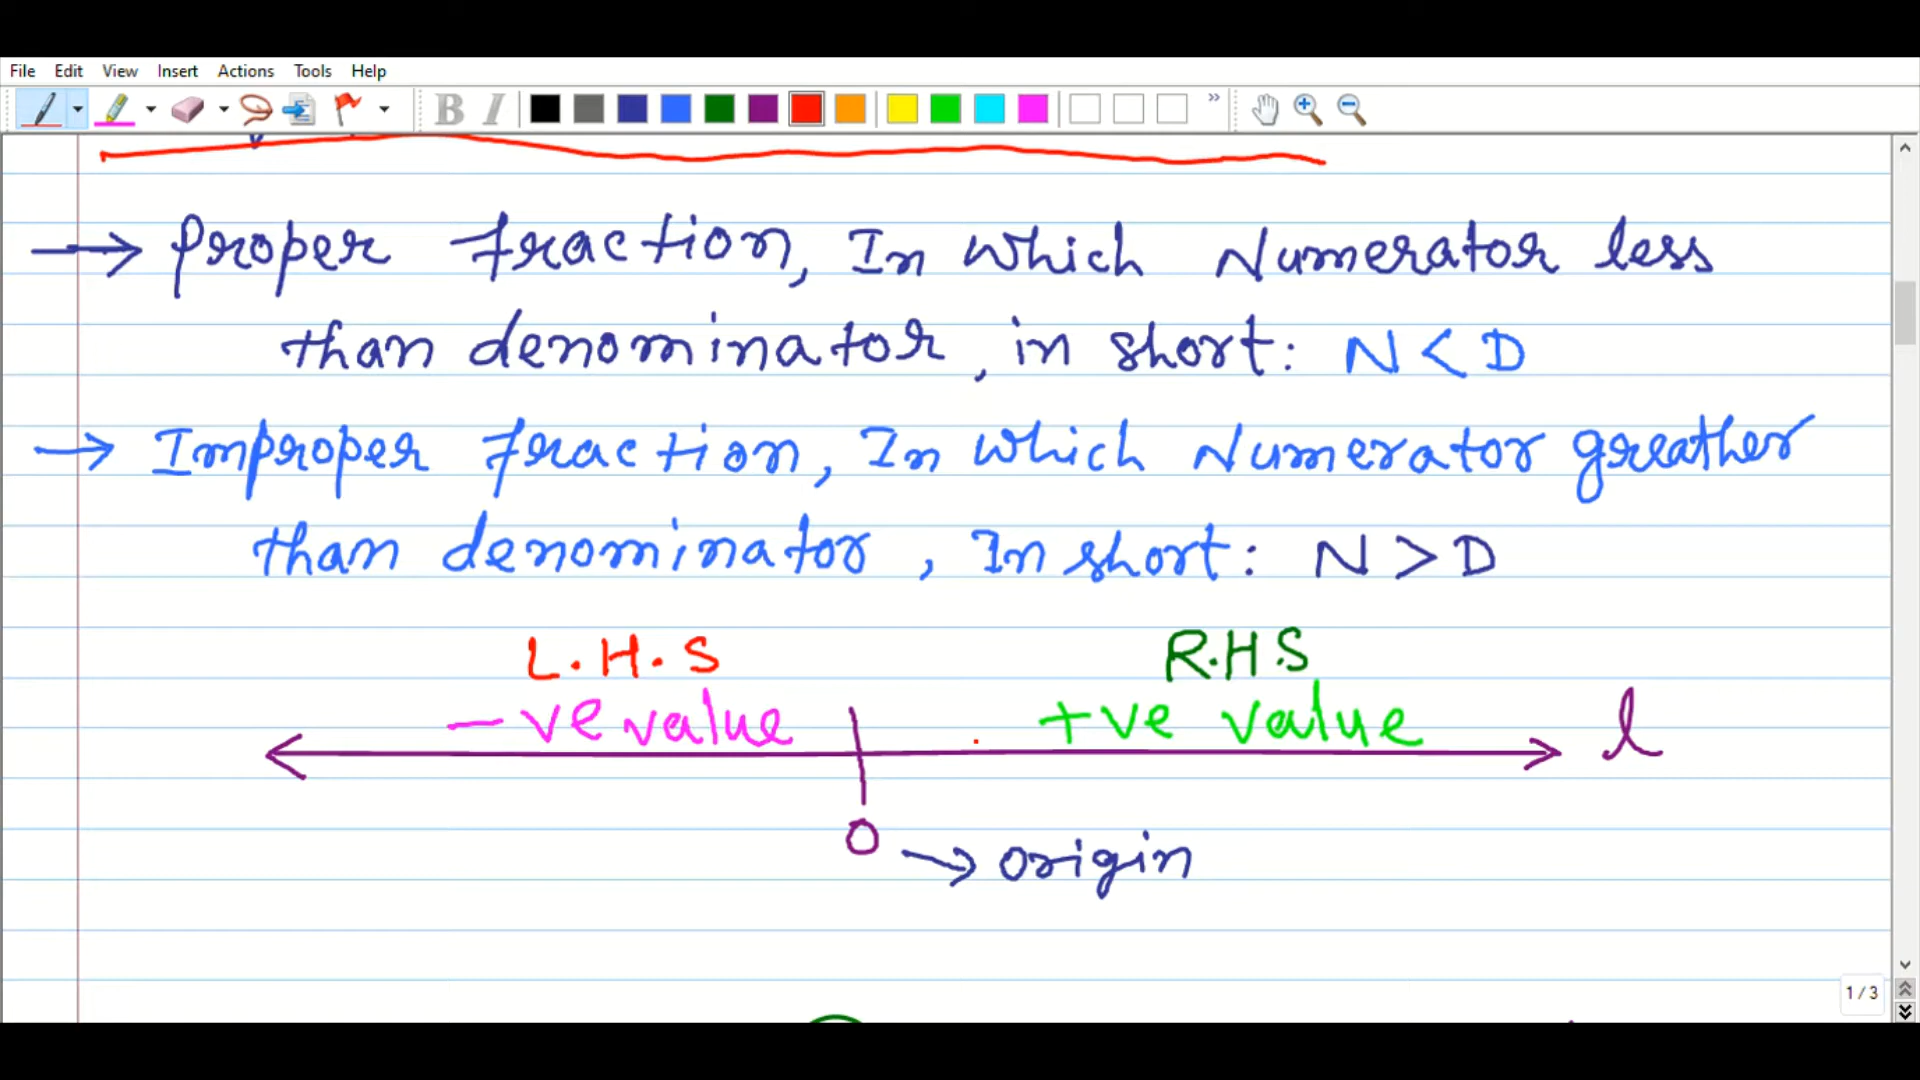 File Edit View Insert Actions Tools Help
B I
→ Proper fraction, In which Numerator less
than denominator, in short: N < D
→ Improper fraction, In which Numerator greather
than denominator, In short: N > D
L.H.S R.H.S
-ve value +ve value l
O → origin
1 / 3